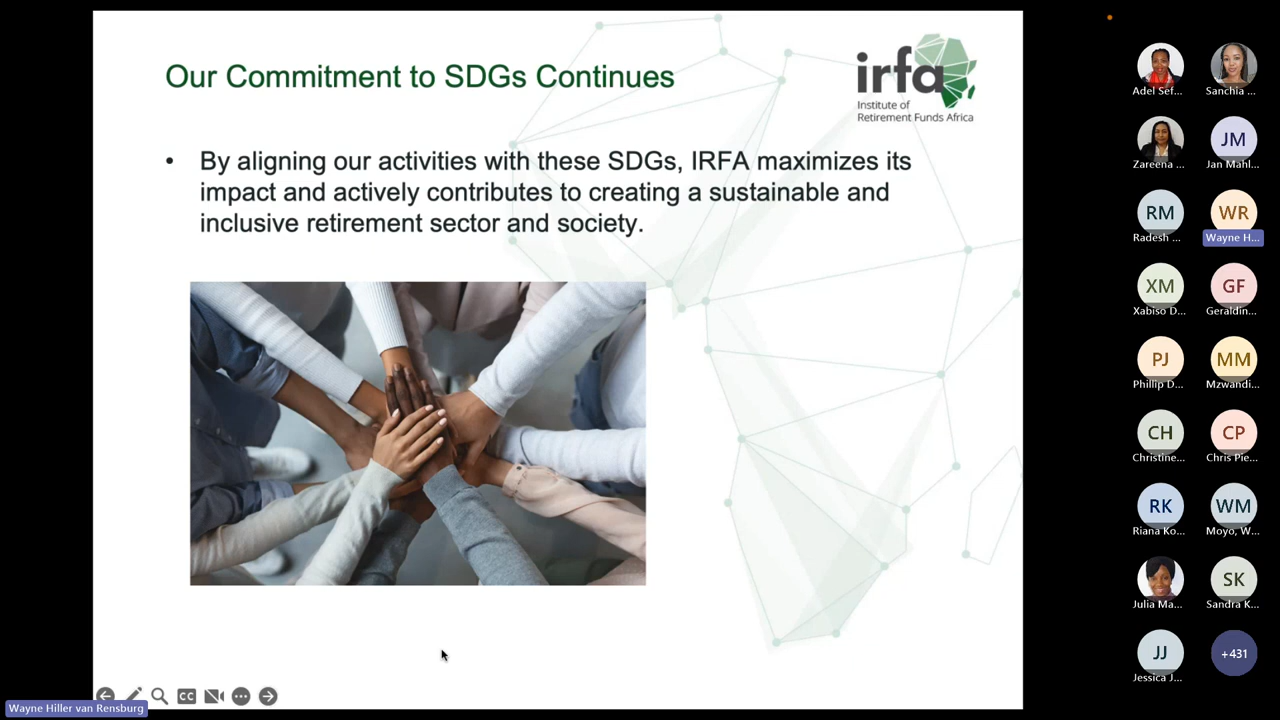 Our Commitment to SDGs Continues
irfa
Institute of
Retirement Funds Africa
• By aligning our activities with these SDGs, IRFA maximizes its
impact and actively contributes to creating a sustainable and
inclusive retirement sector and society.
CC
Wayne Hiller van Rensburg
Adel Sef...
Sanchia ...
Zareena ...
JM
Jan Mahl...
RM
Radesh ...
WR
Wayne H...
XM
Xabiso D...
GF
Geraldin...
PJ
Phillip D...
MM
Mzwandi...
CH
Christine...
CP
Chris Pie...
RK
Riana Ko...
WM
Moyo, W...
Julia Ma...
SK
Sandra K...
JJ
Jessica J...
+431